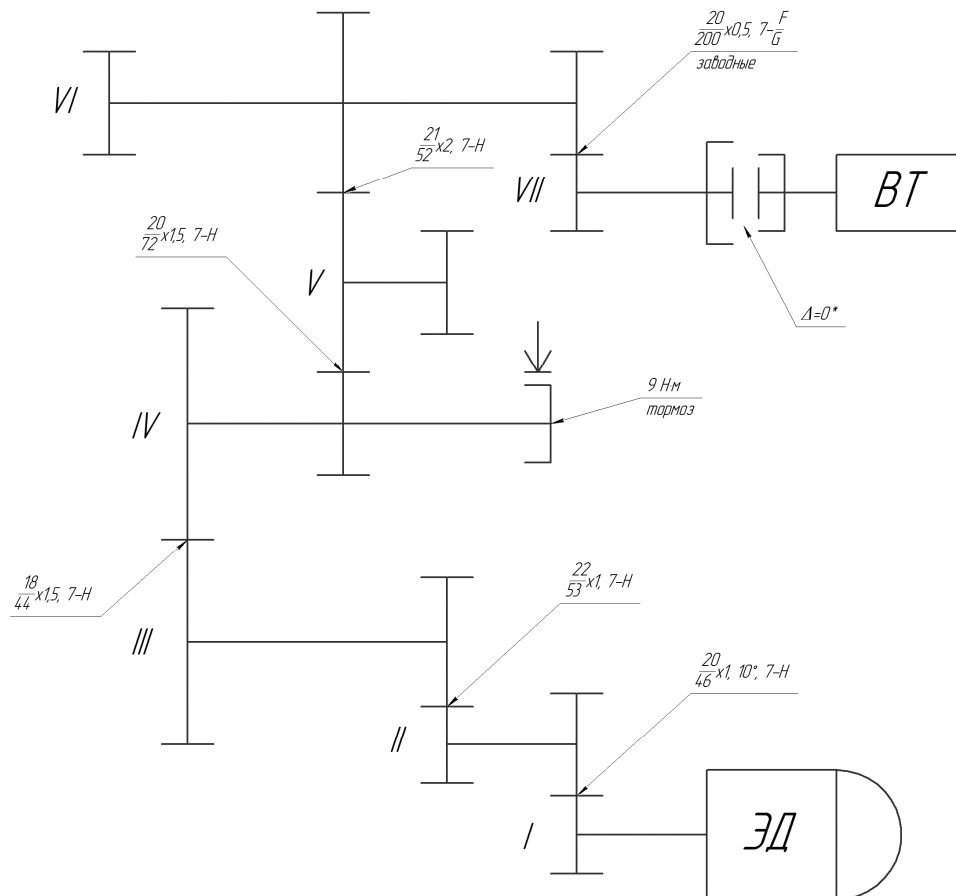 20/200 x0,5, 7-F/G
заводные
VI
21/52 x2, 7-H
VII
ВТ
20/72 x1,5, 7-H
V
Δ=0*
9 Н·м
тормоз
IV
18/44 x1,5, 7-H
22/53 x1, 7-H
III
20/46 x1, 10°, 7-H
II
I
ЭД